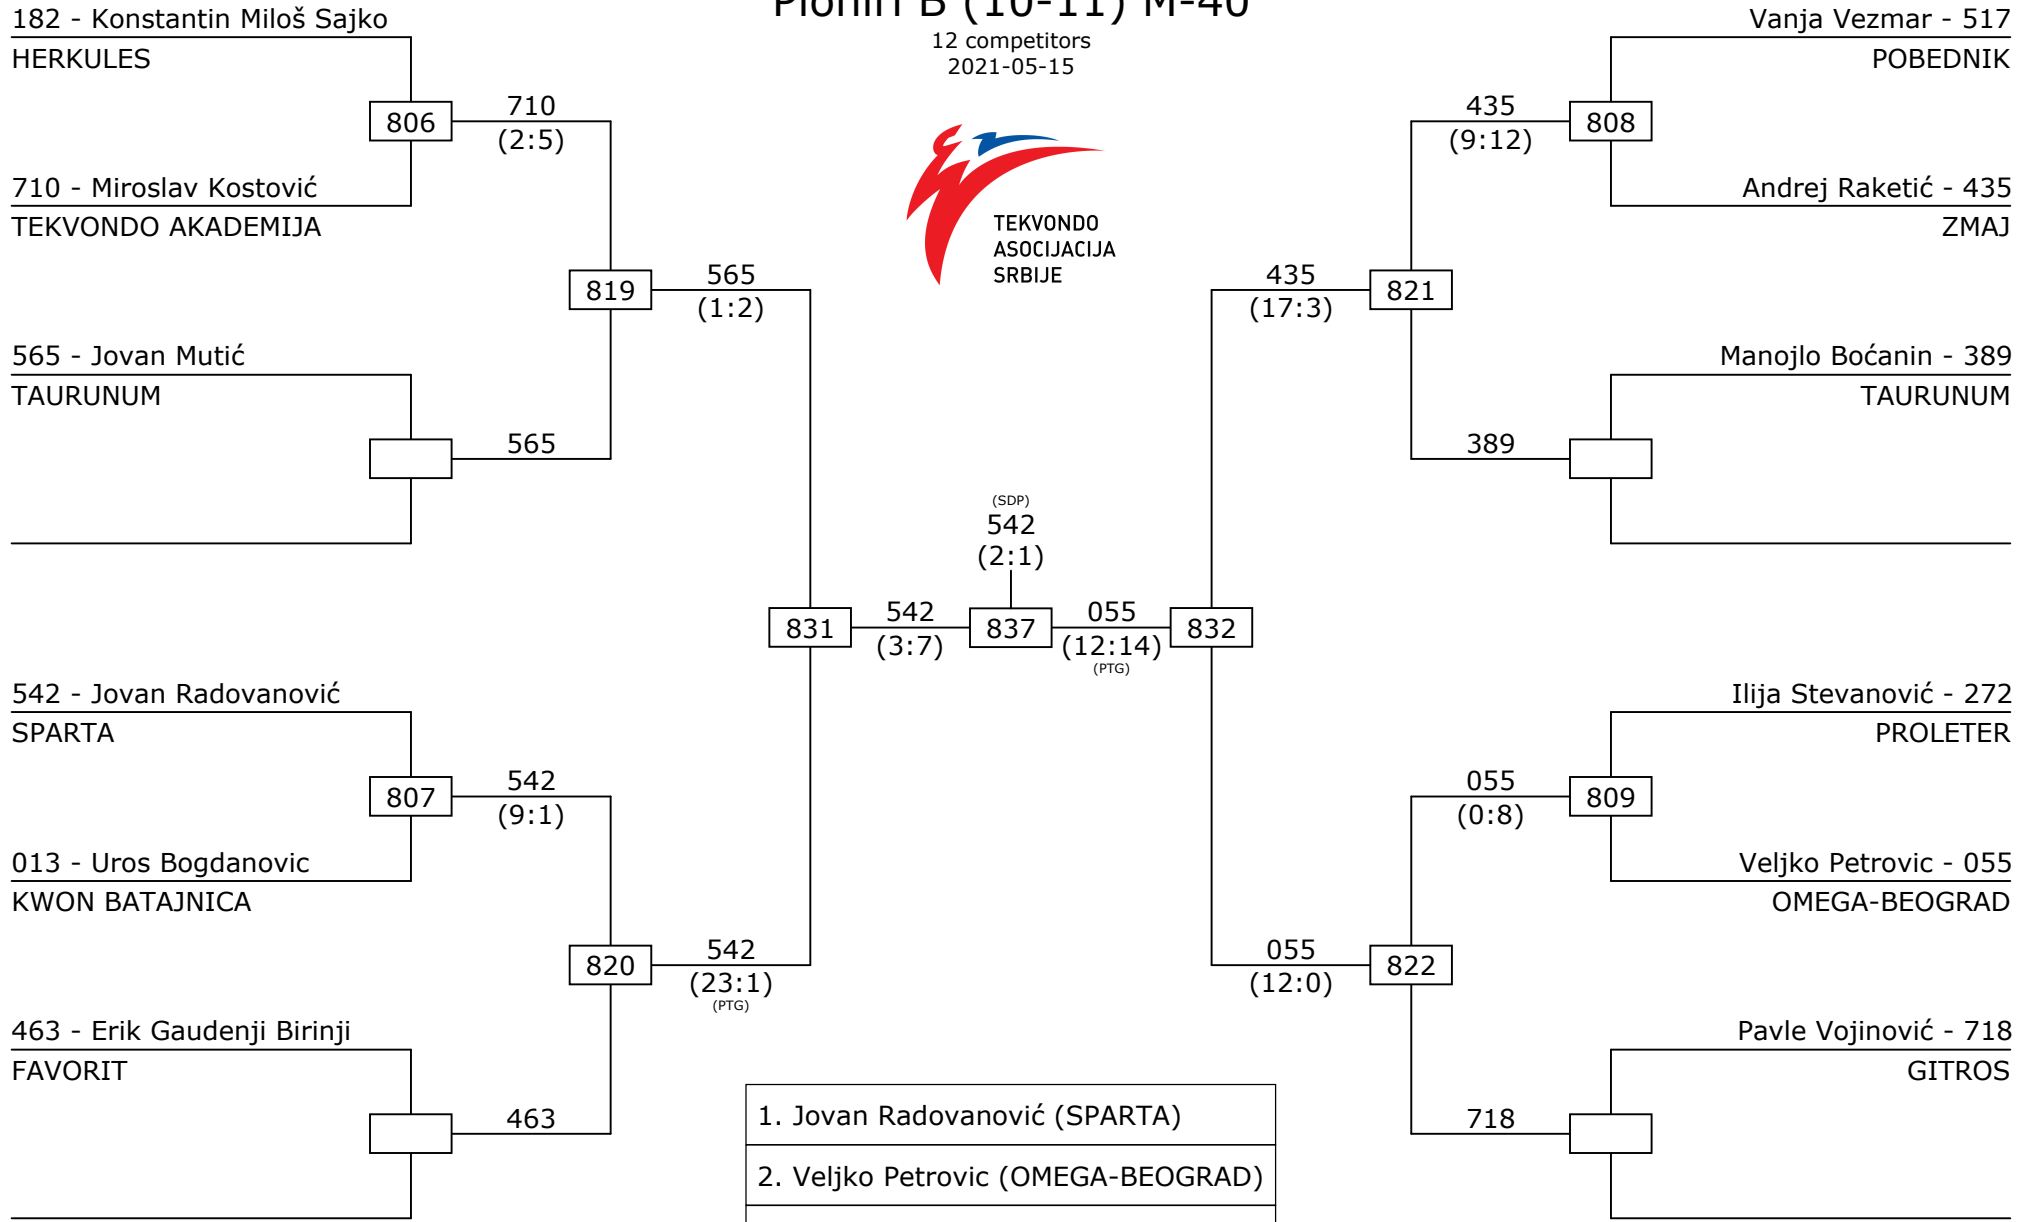 Pioniri B (10-11) M-40
12 competitors
2021-05-15
TEKVONDO
ASOCIJACIJA
SRBIJE
182 - Konstantin Miloš Sajko
HERKULES
806
710
(2:5)
710 - Miroslav Kostović
TEKVONDO AKADEMIJA
819
565
(1:2)
565 - Jovan Mutić
TAURUNUM
565
542 - Jovan Radovanović
SPARTA
807
542
(9:1)
013 - Uros Bogdanovic
KWON BATAJNICA
820
542
(23:1)
(PTG)
463 - Erik Gaudenji Birinji
FAVORIT
463
831
542
(3:7)
(SDP)
542
(2:1)
837
055
(12:14)
(PTG)
832
Vanja Vezmar - 517
POBEDNIK
435
(9:12)
808
Andrej Raketić - 435
ZMAJ
435
(17:3)
821
Manojlo Boćanin - 389
TAURUNUM
389
Ilija Stevanović - 272
PROLETER
055
(0:8)
809
Veljko Petrovic - 055
OMEGA-BEOGRAD
055
(12:0)
822
Pavle Vojinović - 718
GITROS
718
1. Jovan Radovanović (SPARTA)
2. Veljko Petrovic (OMEGA-BEOGRAD)